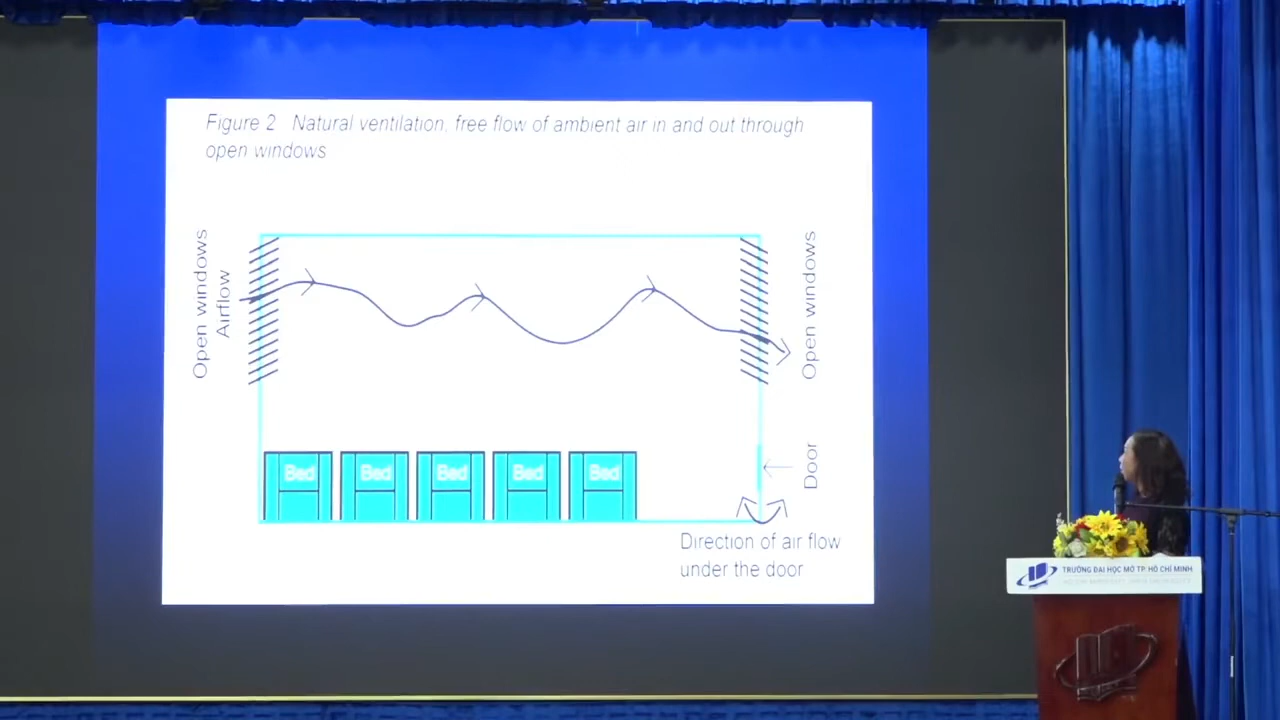 Figure 2 Natural ventilation, free flow of ambient air in and out through
open windows
Open windows
Airflow
Open windows
Bed
Bed
Bed
Bed
Bed
Door
Direction of air flow
under the door
TRƯỜNG ĐẠI HỌC MỞ TP. HỒ CHÍ MINH